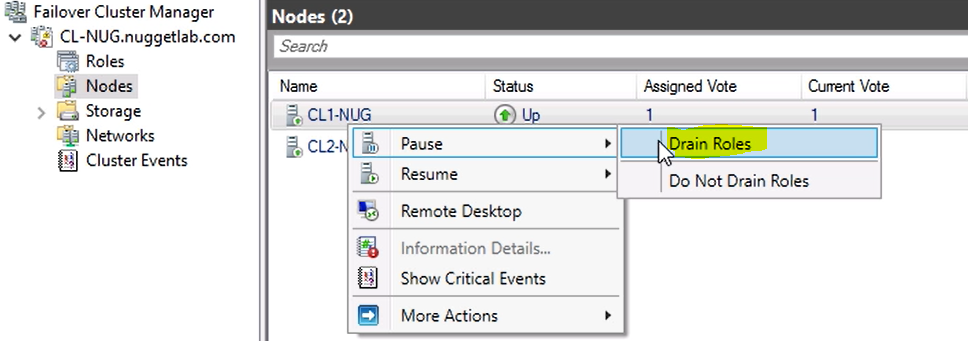 Failover Cluster Manager
CL-NUG.nuggetlab.com
Roles
Nodes
Storage
Networks
Cluster Events
Nodes (2)
Search
Name Status Assigned Vote Current Vote
CL1-NUG Up 1 1
CL2-N
Pause
Resume
Remote Desktop
Information Details...
Show Critical Events
More Actions
Drain Roles
Do Not Drain Roles